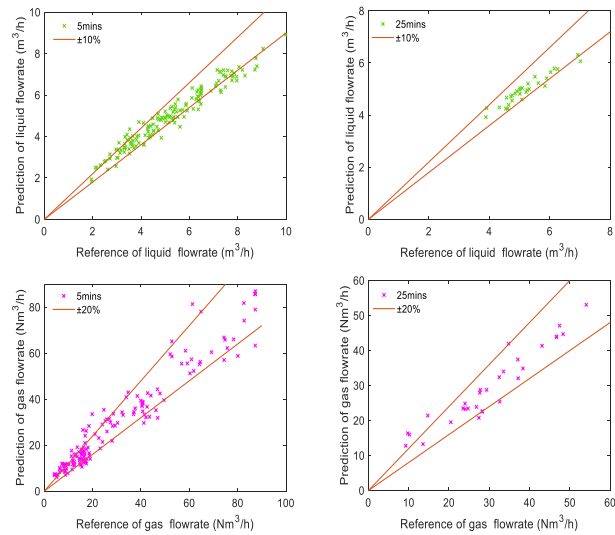 10
8
6
4
2
0
Prediction of liquid flowrate (m³/h)
× 5mins
±10%
0 2 4 6 8 10
Reference of liquid flowrate (m³/h)
8
6
4
2
0
Prediction of liquid flowrate (m³/h)
× 25mins
±10%
0 2 4 6 8
Reference of liquid flowrate (m³/h)
80
60
40
20
0
Prediction of gas flowrate (Nm³/h)
× 5mins
±20%
0 20 40 60 80 100
Reference of gas flowrate (Nm³/h)
60
50
40
30
20
10
0
Prediction of gas flowrate (Nm³/h)
× 25mins
±20%
0 10 20 30 40 50 60
Reference of gas flowrate (Nm³/h)